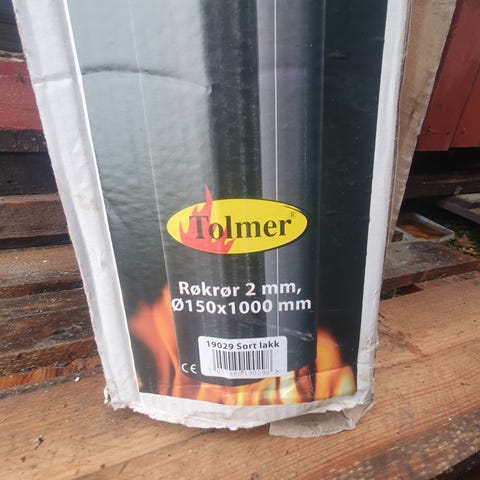 Tolmer®
Røkrør 2 mm,
Ø150x1000 mm
19029 Sort lakk
CE